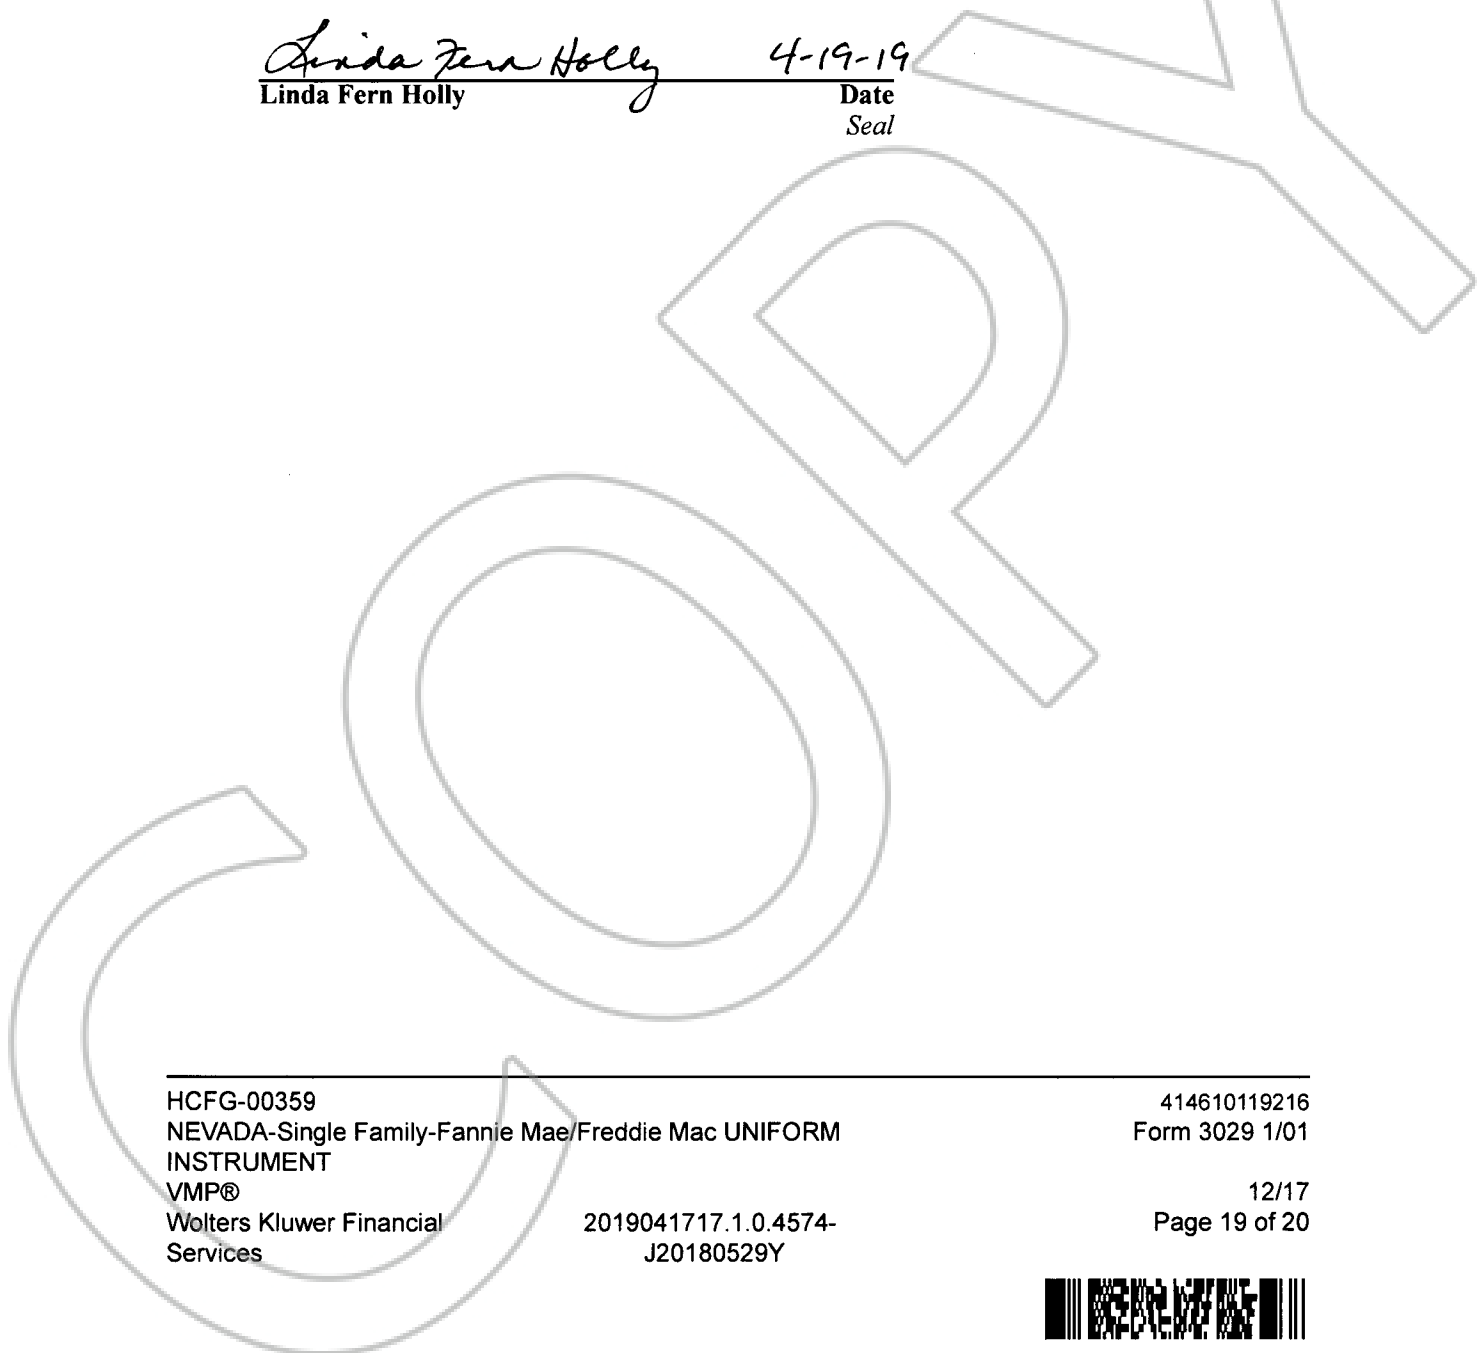 Linda Fern Holly 4-19-19
Linda Fern Holly Date
Seal
COPY
HCFG-00359 414610119216
NEVADA-Single Family-Fannie Mae/Freddie Mac UNIFORM Form 3029 1/01
INSTRUMENT
VMP® 12/17
Wolters Kluwer Financial 2019041717.1.0.4574- Page 19 of 20
Services J20180529Y